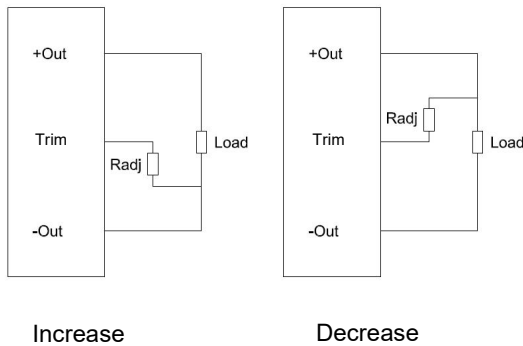 +Out
Trim
Radj
Load
-Out
Increase
+Out
Radj
Trim
Load
-Out
Decrease